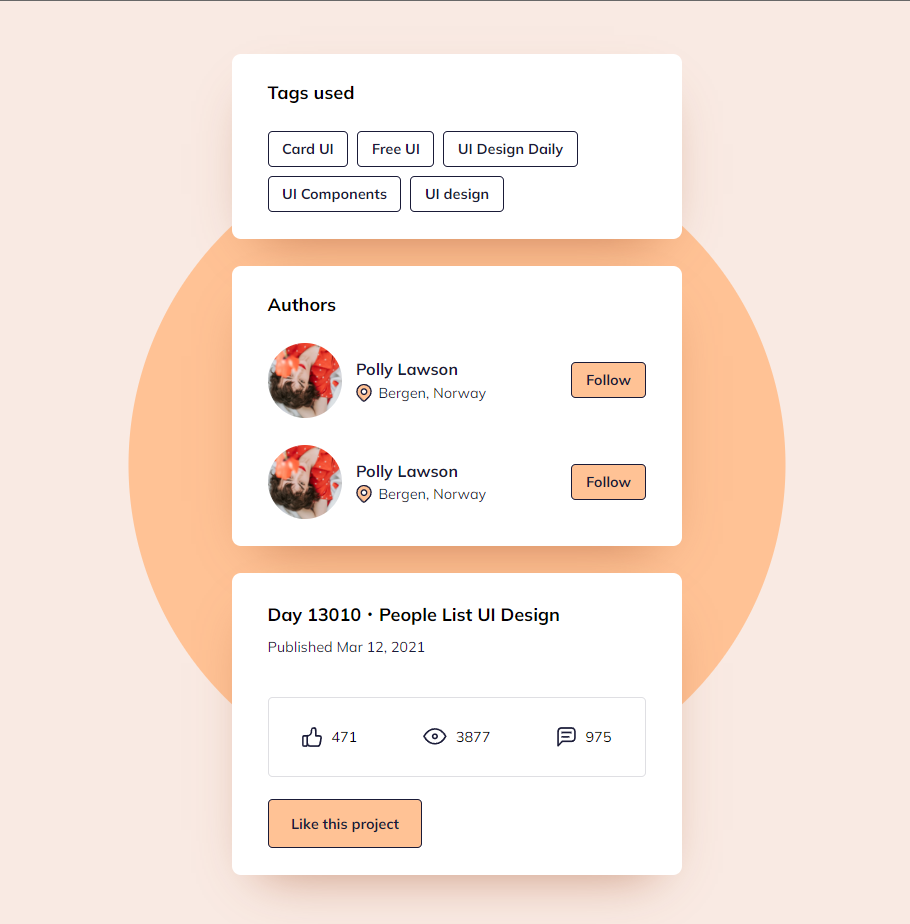 Tags used
Card UI Free UI UI Design Daily
UI Components UI design
Authors
Polly Lawson
Bergen, Norway
Follow
Polly Lawson
Bergen, Norway
Follow
Day 13010 • People List UI Design
Published Mar 12, 2021
471 3877 975
Like this project